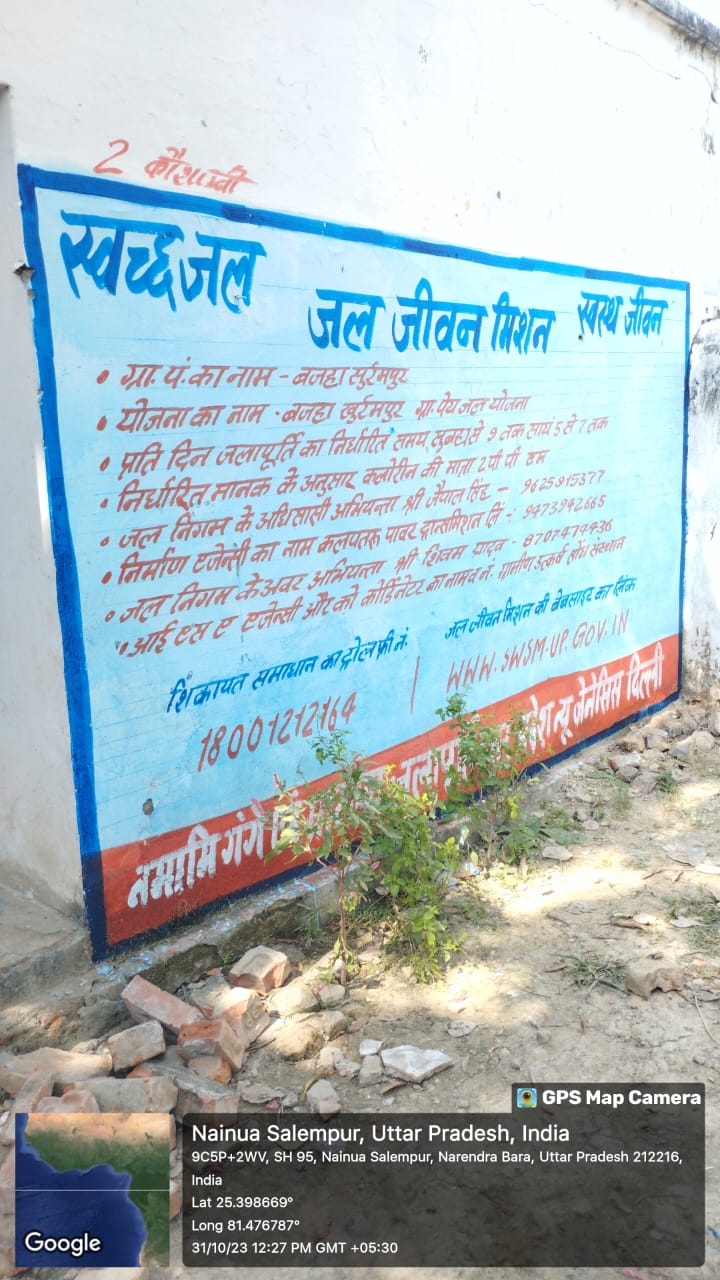 2 कौशाम्बी
स्वच्छ जल
जल जीवन मिशन
स्वस्थ जीवन
• ग्रा. पं. का नाम - बजहा खुर्रमपुर
• योजना का नाम - बजहा खुर्रमपुर ग्रा. पेय जल योजना
• प्रति दिन जलापूर्ति का निर्धारित समय सुबह से 9 तक सायं 5 से 7 तक
• निर्धारित मानक के अनुसार क्लोरीन की मात्रा 2 पी पी एम
• जल निगम के अधिसासी अभियन्ता श्री जैपाल सिंह - 9625915577
• निर्माण एजेन्सी का नाम कलपतरू पावर ट्रान्समिशन लि. : 9473942665
• जल निगम के अवर अभियन्ता श्री शिवम यादव - 8707474436
• आई एस ए एजेन्सी और को कोर्डिनेटर का नाम व नं. ग्रामीण उत्कर्ष शोध संस्थान
शिकायत समाधान का ट्रोल फ्री नं.
18001212164
जल जीवन मिशन की वेबसाइट का लिंक
WWW.SWSM.UP.GOV.IN
नमामि गंगे न्यू जेनेसिस दिल्ली
GPS Map Camera
Nainua Salempur, Uttar Pradesh, India
9C5P+2WV, SH 95, Nainua Salempur, Narendra Bara, Uttar Pradesh 212216,
India
Lat 25.398669°
Long 81.476787°
31/10/23 12:27 PM GMT +05:30
Google